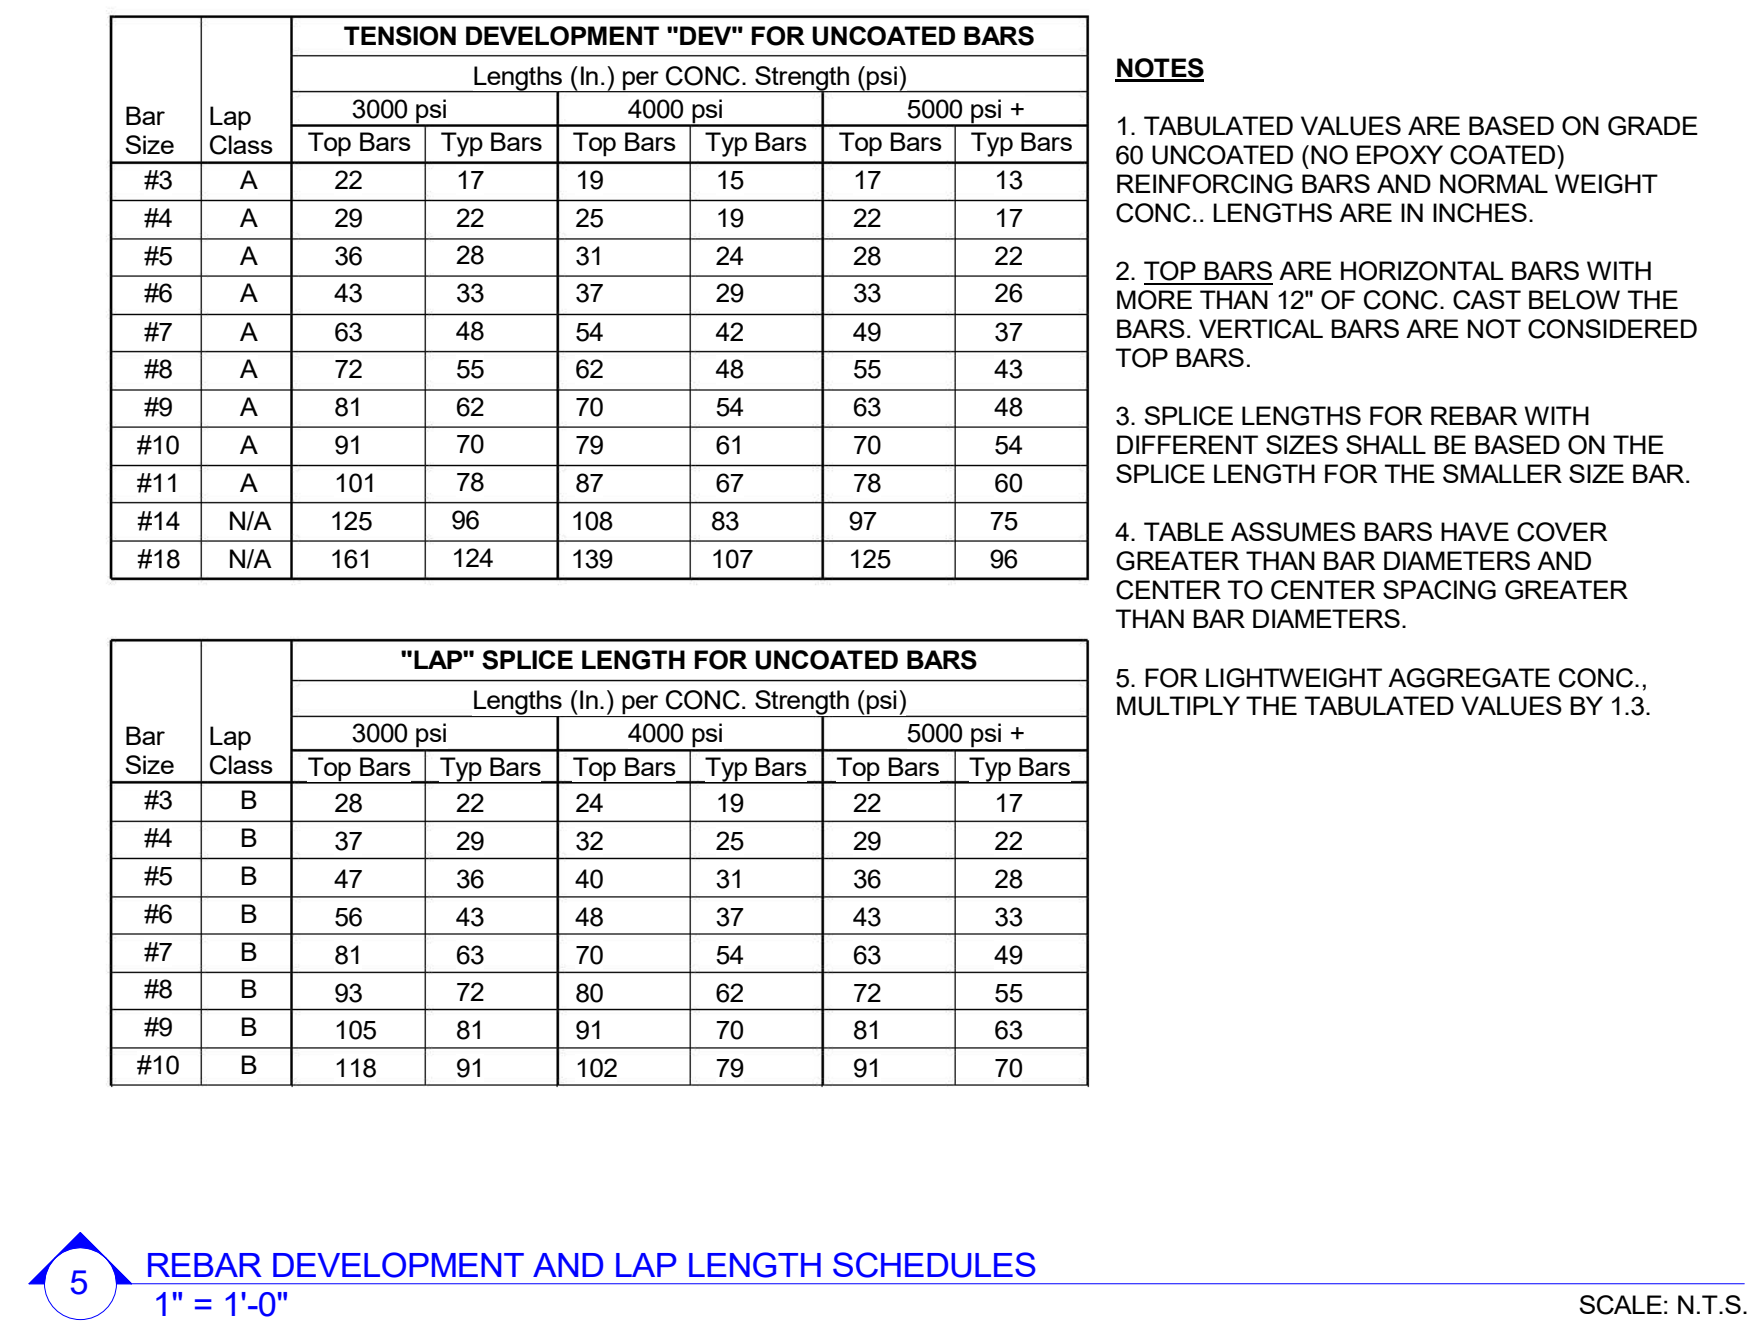 TENSION DEVELOPMENT "DEV" FOR UNCOATED BARS
Lengths (In.) per CONC. Strength (psi)
Bar Size Lap Class 3000 psi 4000 psi 5000 psi +
Top Bars Typ Bars Top Bars Typ Bars Top Bars Typ Bars
#3 A 22 17 19 15 17 13
#4 A 29 22 25 19 22 17
#5 A 36 28 31 24 28 22
#6 A 43 33 37 29 33 26
#7 A 63 48 54 42 49 37
#8 A 72 55 62 48 55 43
#9 A 81 62 70 54 63 48
#10 A 91 70 79 61 70 54
#11 A 101 78 87 67 78 60
#14 N/A 125 96 108 83 97 75
#18 N/A 161 124 139 107 125 96
"LAP" SPLICE LENGTH FOR UNCOATED BARS
Lengths (In.) per CONC. Strength (psi)
Bar Size Lap Class 3000 psi 4000 psi 5000 psi +
Top Bars Typ Bars Top Bars Typ Bars Top Bars Typ Bars
#3 B 28 22 24 19 22 17
#4 B 37 29 32 25 29 22
#5 B 47 36 40 31 36 28
#6 B 56 43 48 37 43 33
#7 B 81 63 70 54 63 49
#8 B 93 72 80 62 72 55
#9 B 105 81 91 70 81 63
#10 B 118 91 102 79 91 70
NOTES
1. TABULATED VALUES ARE BASED ON GRADE
60 UNCOATED (NO EPOXY COATED)
REINFORCING BARS AND NORMAL WEIGHT
CONC.. LENGTHS ARE IN INCHES.
2. TOP BARS ARE HORIZONTAL BARS WITH
MORE THAN 12" OF CONC. CAST BELOW THE
BARS. VERTICAL BARS ARE NOT CONSIDERED
TOP BARS.
3. SPLICE LENGTHS FOR REBAR WITH
DIFFERENT SIZES SHALL BE BASED ON THE
SPLICE LENGTH FOR THE SMALLER SIZE BAR.
4. TABLE ASSUMES BARS HAVE COVER
GREATER THAN BAR DIAMETERS AND
CENTER TO CENTER SPACING GREATER
THAN BAR DIAMETERS.
5. FOR LIGHTWEIGHT AGGREGATE CONC.,
MULTIPLY THE TABULATED VALUES BY 1.3.
5 REBAR DEVELOPMENT AND LAP LENGTH SCHEDULES
1" = 1'-0"
SCALE: N.T.S.